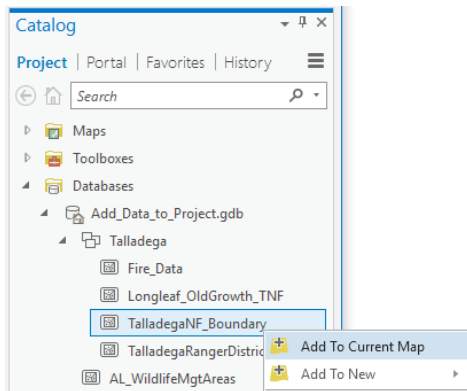 Catalog
Project | Portal | Favorites | History
Search
Maps
Toolboxes
Databases
Add_Data_to_Project.gdb
Talladega
Fire_Data
Longleaf_OldGrowth_TNF
TalladegaNF_Boundary
Add To Current Map
TalladegaRangerDistric
Add To New
AL_WildlifeMgtAreas